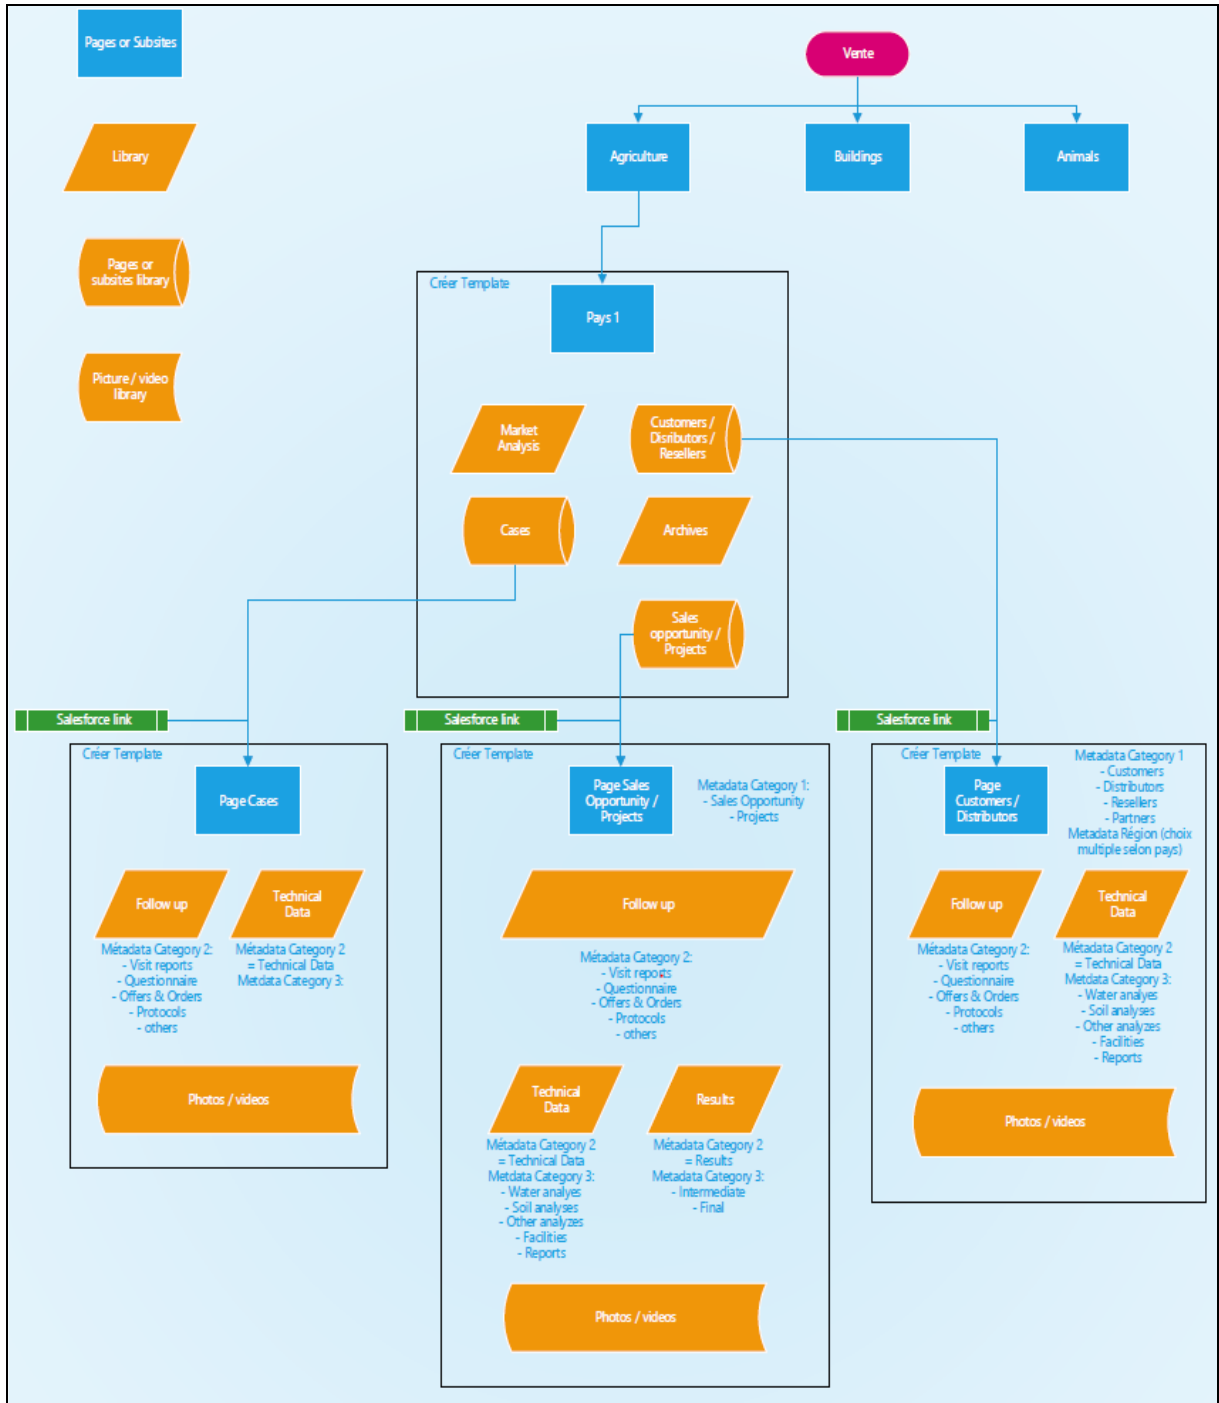 Pages or Subsites
Library
Pages or
subsites library
Picture / video
library
Vente
Agriculture
Buildings
Animals
Créer Template
Pays 1
Market
Analysis
Customers /
Disributors /
Resellers
Cases
Archives
Sales
opportunity /
Projects
Salesforce link
Salesforce link
Salesforce link
Créer Template
Page Cases
Follow up
Technical
Data
Métadata Category 2:
- Visit reports
- Questionnaire
- Offers & Orders
- Protocols
- others
Métadata Category 2
= Technical Data
Metdata Category 3:
Photos / videos
Créer Template
Page Sales
Opportunity /
Projects
Metadata Category 1:
- Sales Opportunity
- Projects
Follow up
Métadata Category 2:
- Visit reports
- Questionnaire
- Offers & Orders
- Protocols
- others
Technical
Data
Results
Métadata Category 2
= Technical Data
Metdata Category 3:
- Water analyes
- Soil analyses
- Other analyzes
- Facilities
- Reports
Métadata Category 2
= Results
Metadata Category 3:
- Intermediate
- Final
Photos / videos
Créer Template
Page
Customers /
Distributors
Metadata Category 1
- Customers
- Distributors
- Resellers
- Partners
Metadata Région (choix
multiple selon pays)
Follow up
Technical
Data
Métadata Category 2:
- Visit reports
- Questionnaire
- Offers & Orders
- Protocols
- others
Métadata Category 2
= Technical Data
Metdata Category 3:
- Water analyes
- Soil analyses
- Other analyzes
- Facilities
- Reports
Photos / videos